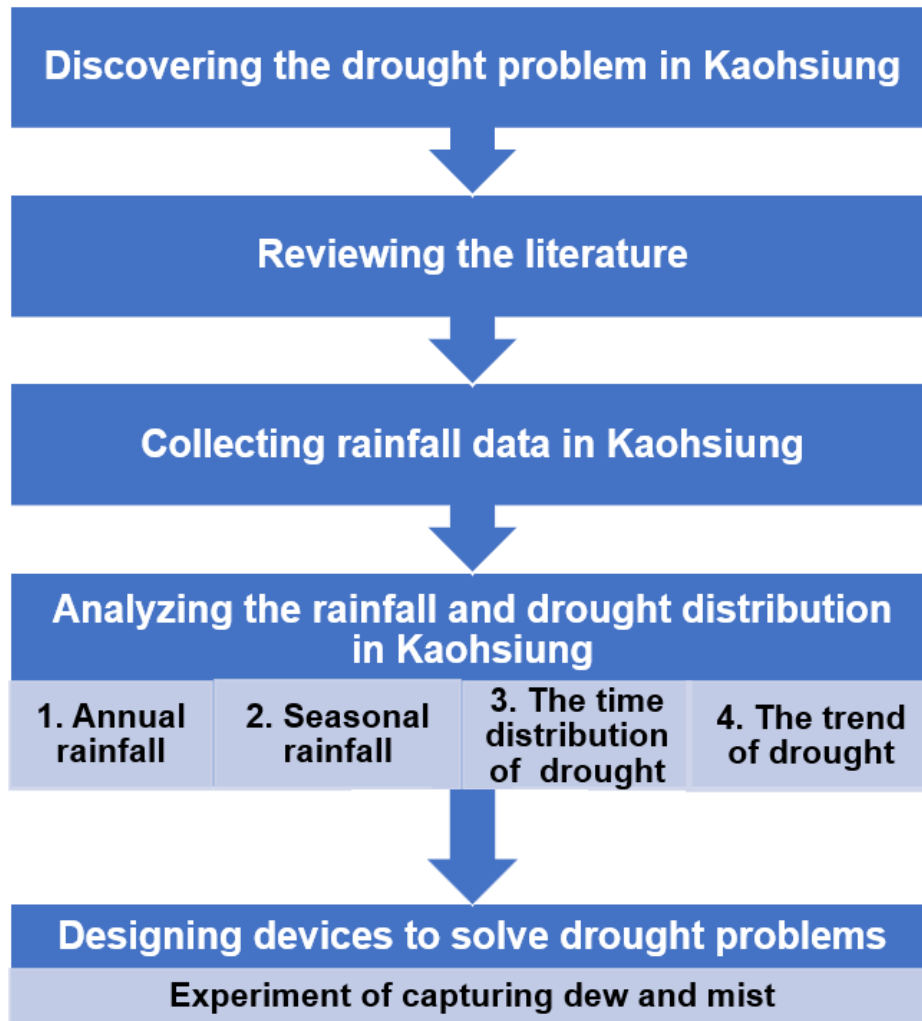 Discovering the drought problem in Kaohsiung
Reviewing the literature
Collecting rainfall data in Kaohsiung
Analyzing the rainfall and drought distribution
in Kaohsiung
1. Annual
rainfall
2. Seasonal
rainfall
3. The time
distribution
of drought
4. The trend
of drought
Designing devices to solve drought problems
Experiment of capturing dew and mist